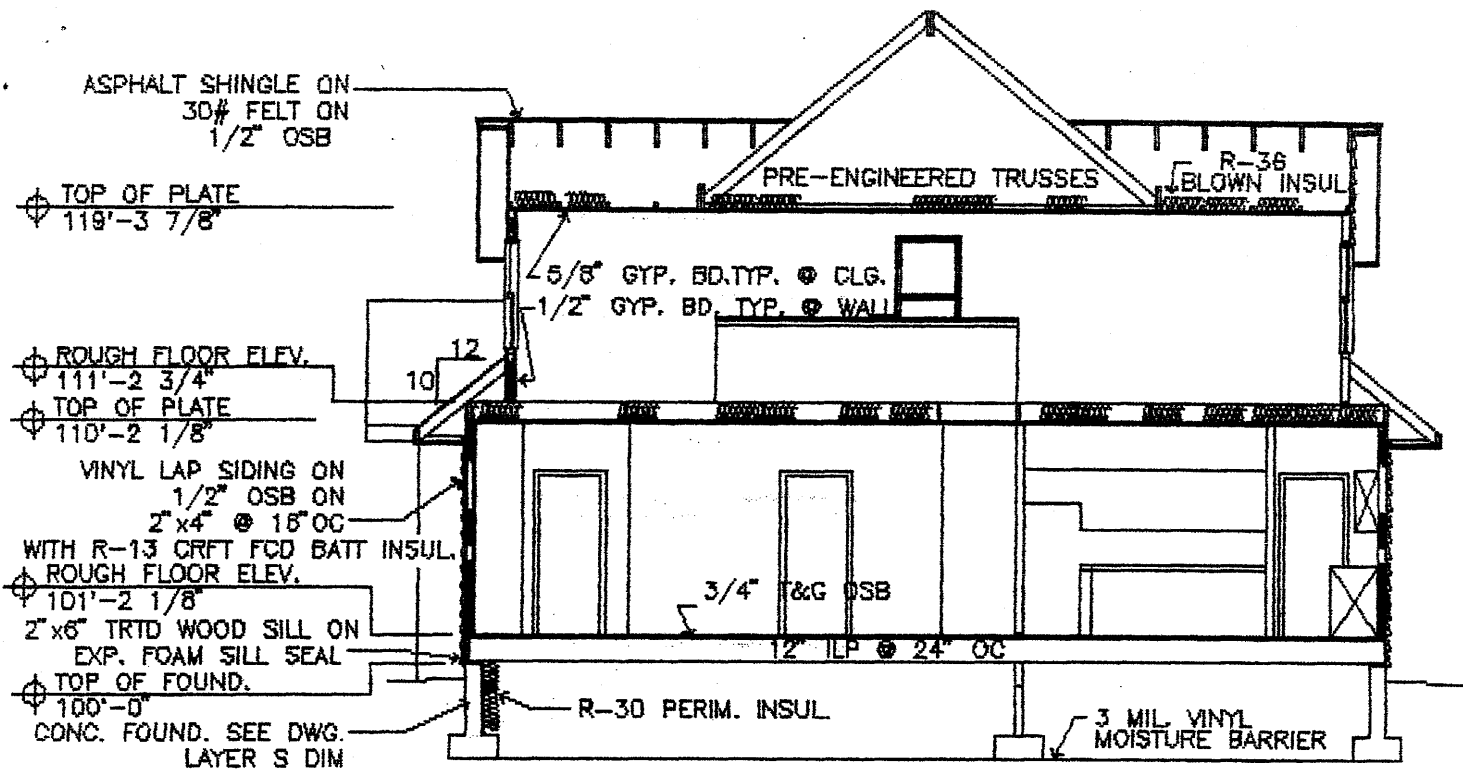 ASPHALT SHINGLE ON
30# FELT ON
1/2" OSB
TOP OF PLATE
119'-3 7/8"
PRE-ENGINEERED TRUSSES
R-36
BLOWN INSUL
5/8" GYP. BD.TYP. @ CLG.
1/2" GYP. BD. TYP. @ WALL
12
10
ROUGH FLOOR ELEV.
111'-2 3/4"
TOP OF PLATE
110'-2 1/8"
VINYL LAP SIDING ON
1/2" OSB ON
2"x4" @ 16"OC
WITH R-13 CRFT FCD BATT INSUL.
ROUGH FLOOR ELEV.
101'-2 1/8"
2"x6" TRTD WOOD SILL ON
EXP. FOAM SILL SEAL
TOP OF FOUND.
100'-0"
CONC. FOUND. SEE DWG.
LAYER S DIM
3/4" T&G OSB
12" ILP @ 24" OC
R-30 PERIM. INSUL
3 MIL VINYL
MOISTURE BARRIER